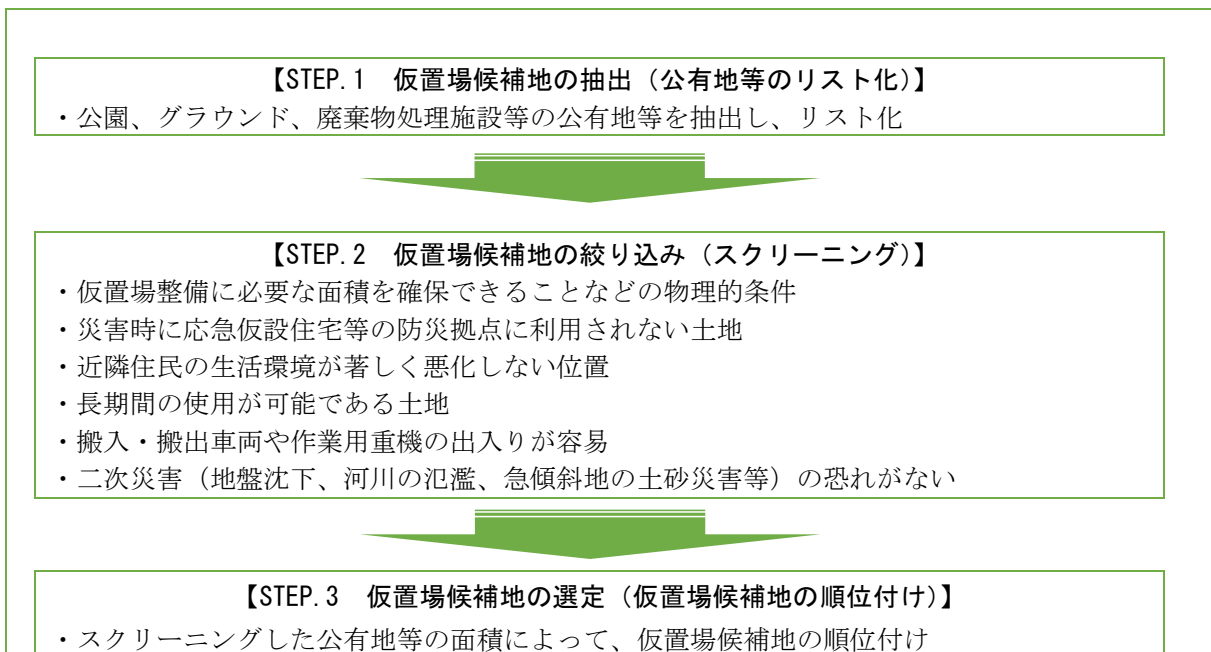 【STEP.1　仮置場候補地の抽出（公有地等のリスト化）】
・公園、グラウンド、廃棄物処理施設等の公有地等を抽出し、リスト化
【STEP.2　仮置場候補地の絞り込み（スクリーニング）】
・仮置場整備に必要な面積を確保できることなどの物理的条件
・災害時に応急仮設住宅等の防災拠点に利用されない土地
・近隣住民の生活環境が著しく悪化しない位置
・長期間の使用が可能である土地
・搬入・搬出車両や作業用重機の出入りが容易
・二次災害（地盤沈下、河川の氾濫、急傾斜地の土砂災害等）の恐れがない
【STEP.3　仮置場候補地の選定（仮置場候補地の順位付け）】
・スクリーニングした公有地等の面積によって、仮置場候補地の順位付け